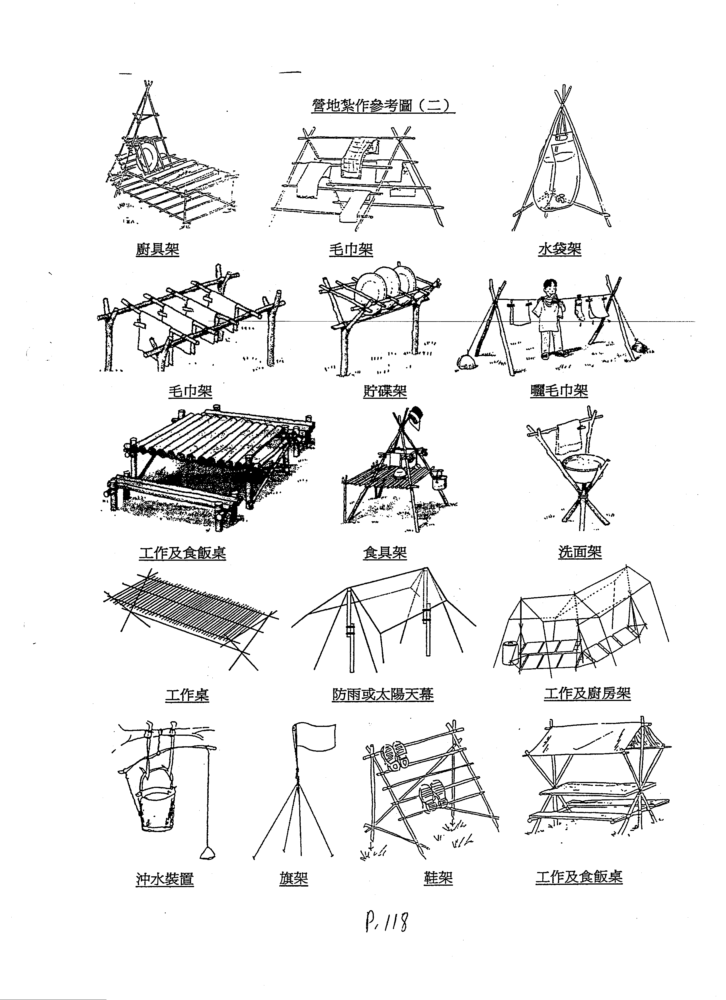 營地紮作參考圖（二）
廚具架
毛巾架
水袋架
毛巾架
貯碟架
曬毛巾架
工作及食飯桌
食具架
洗面架
工作桌
防雨或太陽天幕
工作及廚房架
沖水裝置
旗架
鞋架
工作及食飯桌
P.118